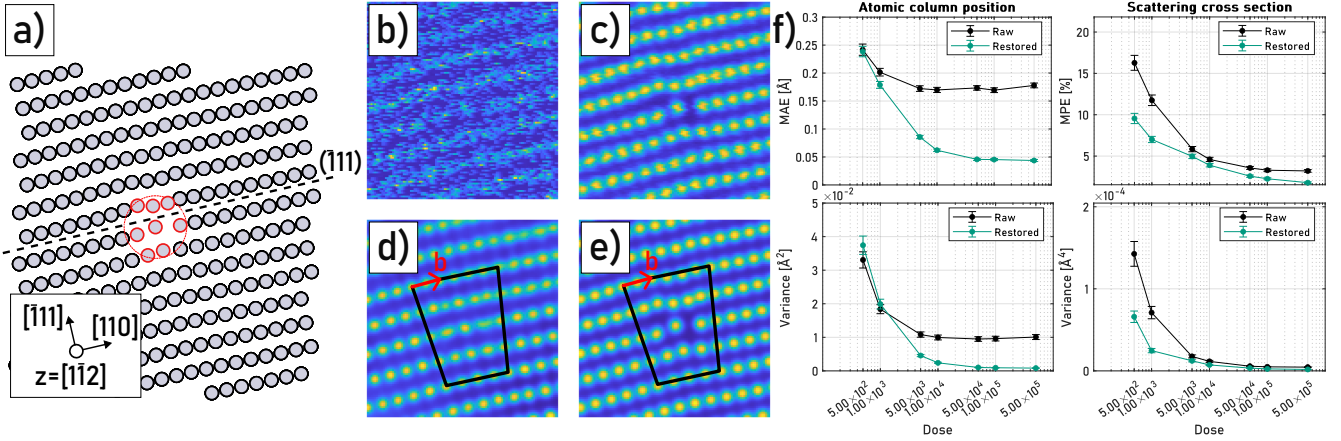 a)
(1̄11)
[1̄11]
[110]
z=[11̄2]
b)
c)
d)
b
e)
b
f)
Atomic column position
MAE [Å]
0.3
0.25
0.2
0.15
0.1
0.05
0
Raw
Restored
Scattering cross section
MPE [%]
20
15
10
5
Raw
Restored
×10⁻²
Variance [Å²]
5
4
3
2
1
0
Raw
Restored
5.00×10²
1.00×10³
5.00×10³
1.00×10⁴
5.00×10⁴
1.00×10⁵
5.00×10⁵
Dose
×10⁻⁴
Variance [Å⁴]
2
1
0
Raw
Restored
5.00×10²
1.00×10³
5.00×10³
1.00×10⁴
5.00×10⁴
1.00×10⁵
5.00×10⁵
Dose